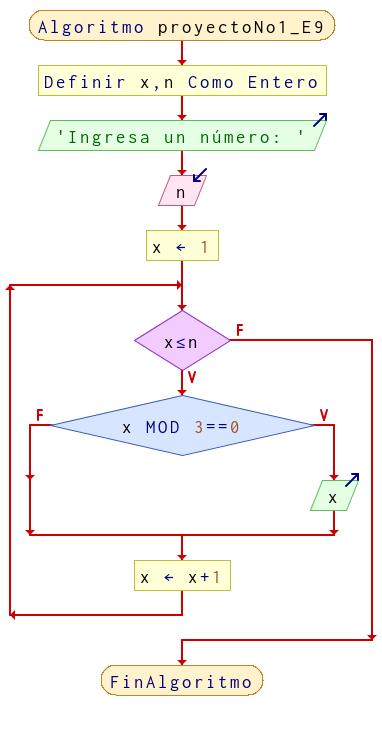 Algoritmo proyectoNo1_E9
Definir x,n Como Entero
'Ingresa un número: '
n
x ← 1
x≤n
F
V
F
x MOD 3==0
V
x
x ← x+1
FinAlgoritmo